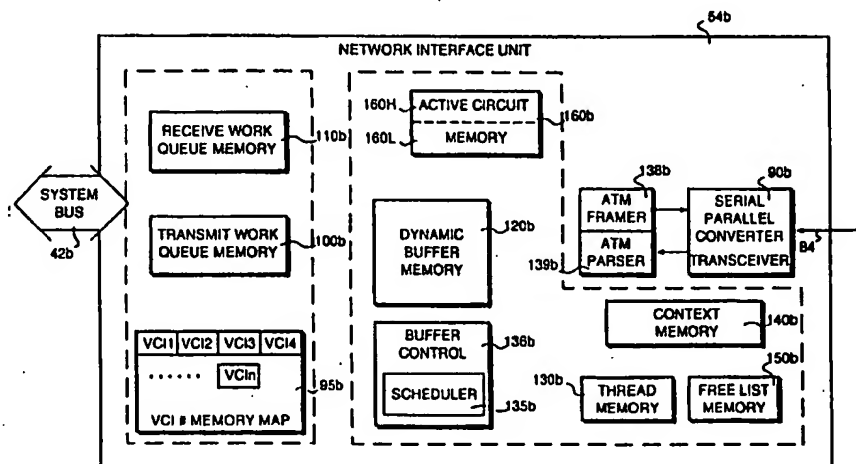 54b
NETWORK INTERFACE UNIT
RECEIVE WORK
QUEUE MEMORY
110b
160H
ACTIVE CIRCUIT
160b
160L
MEMORY
SYSTEM
BUS
42b
TRANSMIT WORK
QUEUE MEMORY
100b
DYNAMIC
BUFFER
MEMORY
120b
138b
90b
ATM
FRAMER
ATM
PARSER
139b
SERIAL
PARALLEL
CONVERTER
TRANSCEIVER
84
CONTEXT
MEMORY
140b
VCI1 VCI2 VCI3 VCI4
...... VCIn
95b
VCI # MEMORY MAP
BUFFER
CONTROL
136b
SCHEDULER
135b
130b
THREAD
MEMORY
150b
FREE LIST
MEMORY